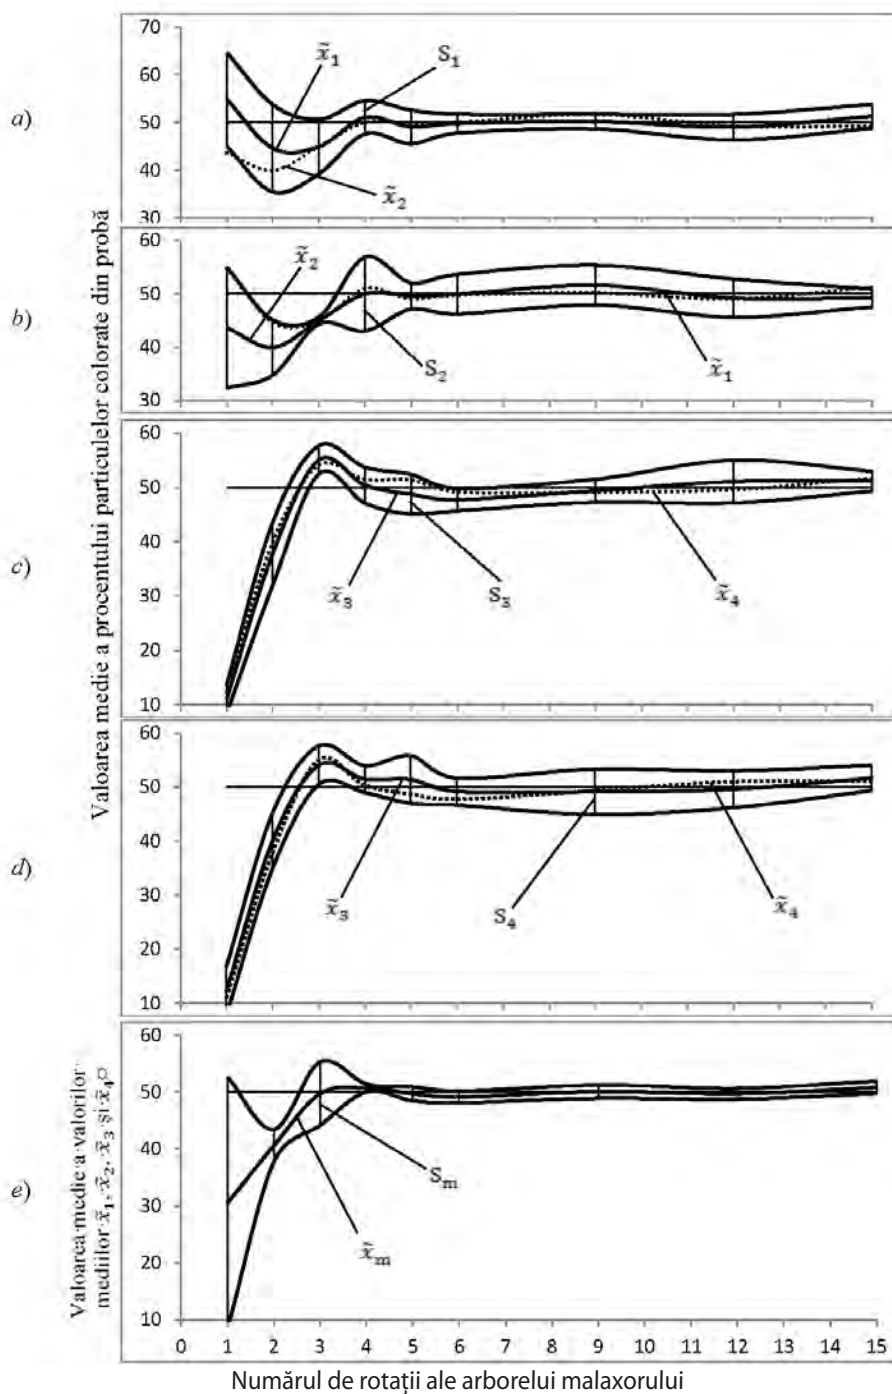 Valoarea medie a procentului particulelor colorate din probă
a)
70
60
50
40
30
x̃₁
S₁
x̃₂
b)
60
50
40
30
x̃₂
S₂
x̃₁
c)
60
50
40
30
20
10
x̃₃
S₃
x̃₄
d)
60
50
40
30
20
10
x̃₃
S₄
x̃₄
Valoarea medie a valorilor
mediilor x̃₁, x̃₂, x̃₃ și x̃₄
e)
60
50
40
30
20
10
Sₘ
x̃ₘ
0 1 2 3 4 5 6 7 8 9 10 11 12 13 14 15
Numărul de rotații ale arborelui malaxorului